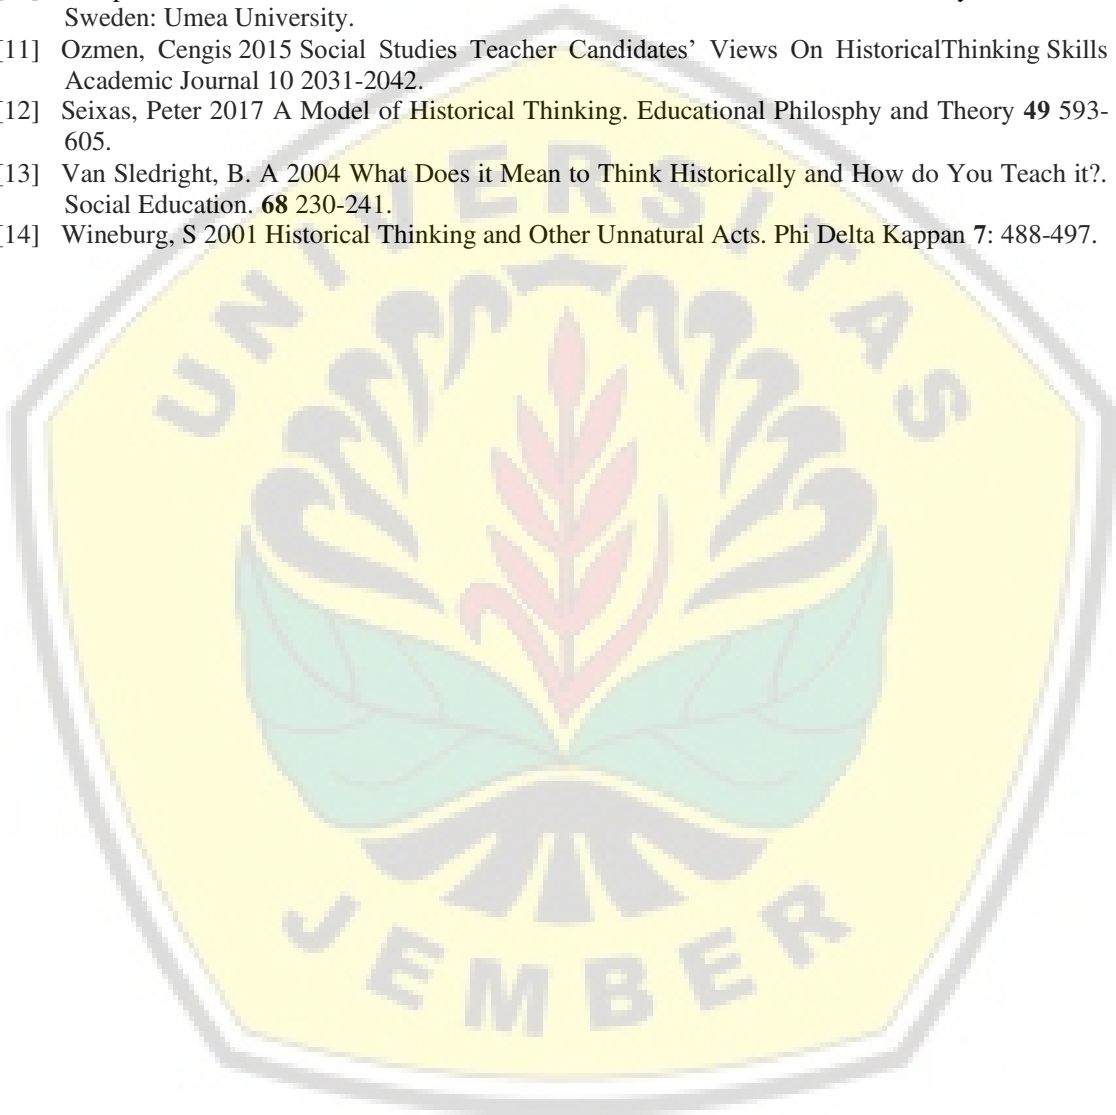 Sweden: Umea University.
[11] Ozmen, Cengis 2015 Social Studies Teacher Candidates’ Views On HistoricalThinking Skills
Academic Journal 10 2031-2042.
[12] Seixas, Peter 2017 A Model of Historical Thinking. Educational Philosphy and Theory 49 593-
605.
[13] Van Sledright, B. A 2004 What Does it Mean to Think Historically and How do You Teach it?.
Social Education. 68 230-241.
[14] Wineburg, S 2001 Historical Thinking and Other Unnatural Acts. Phi Delta Kappan 7: 488-497.
UNIVERSITAS
JEMBER